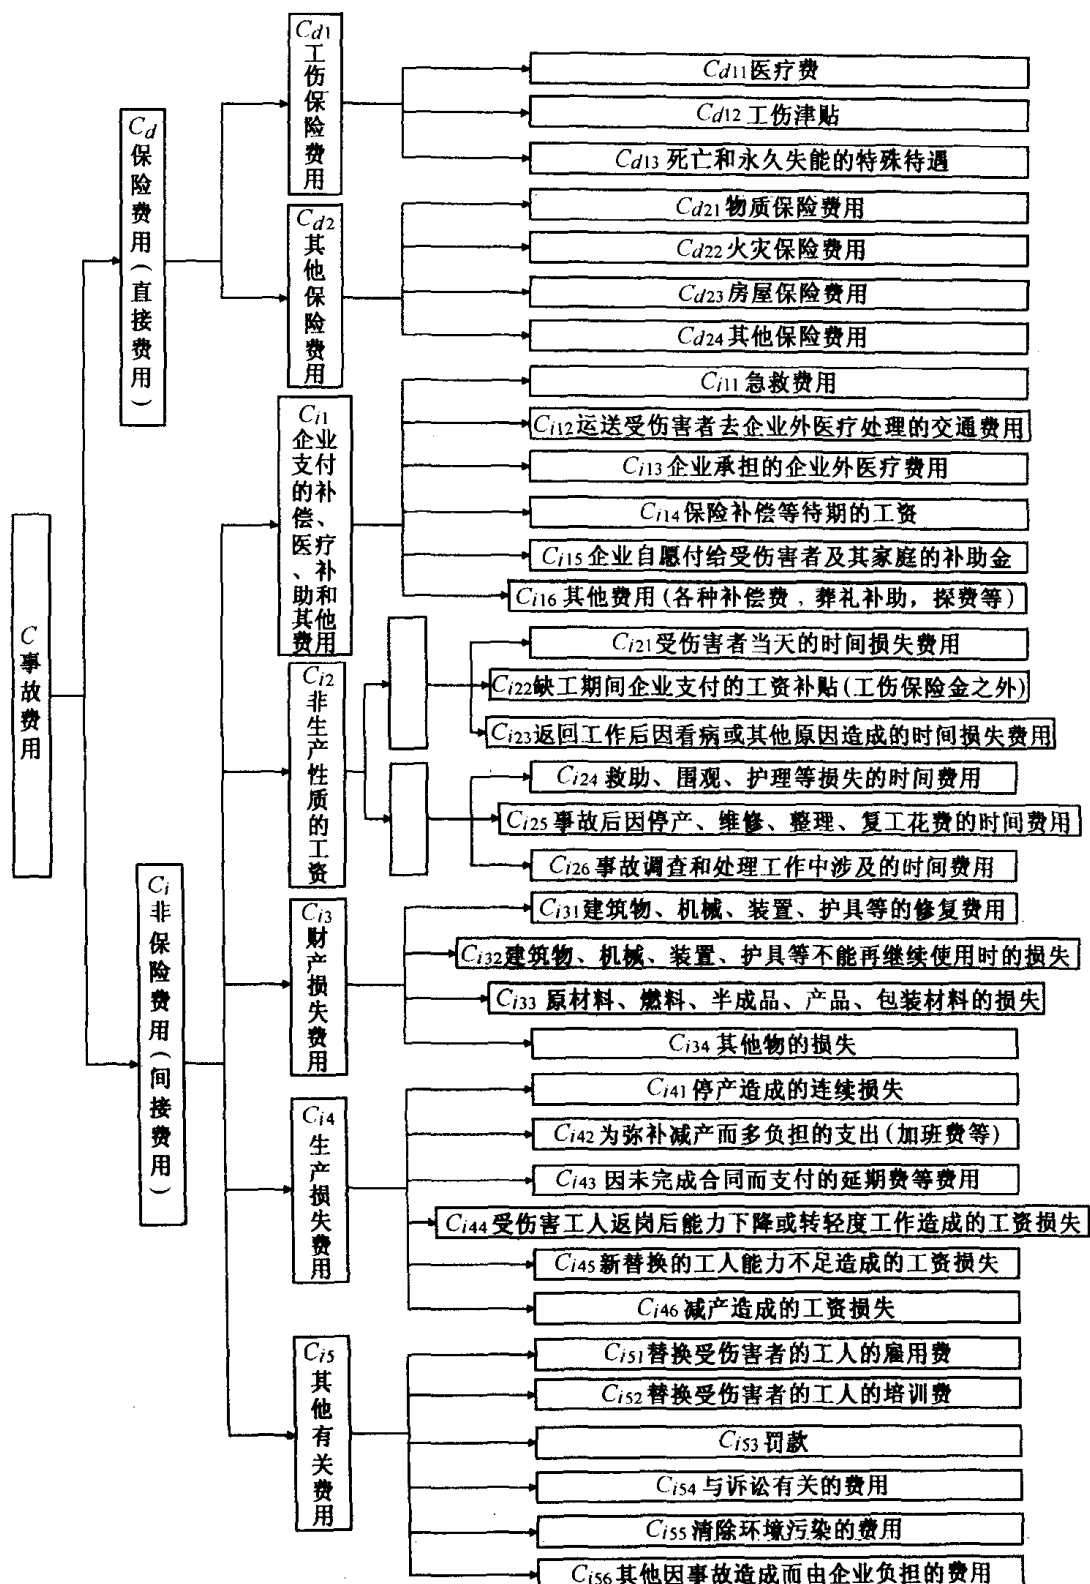 C事故费用
Cd保险费用(直接费用)
Ci非保险费用(间接费用)
Cd1工伤保险费用
Cd2其他保险费用
Ci1
企业
支付
的补
偿、
医疗
、补
助和
其他
费用
Ci2非生产性质的工资
Ci3财产损失费用
Ci4生产损失费用
Ci5其他有关费用
Cd11医疗费
Cd12工伤津贴
Cd13死亡和永久失能的特殊待遇
Cd21物质保险费用
Cd22火灾保险费用
Cd23房屋保险费用
Cd24其他保险费用
Ci11急救费用
Ci12运送受伤害者去企业外医疗处理的交通费用
Ci13企业承担的企业外医疗费用
Ci14保险补偿等待期的工资
Ci15企业自愿付给受伤害者及其家庭的补助金
Ci16其他费用(各种补偿费,葬礼补助,探费等)
Ci21受伤害者当天的时间损失费用
Ci22缺工期间企业支付的工资补贴(工伤保险金之外)
Ci23返回工作后因看病或其他原因造成的时间损失费用
Ci24救助、围观、护理等损失的时间费用
Ci25事故后因停产、维修、整理、复工花费的时间费用
Ci26事故调查和处理工作中涉及的时间费用
Ci31建筑物、机械、装置、护具等的修复费用
Ci32建筑物、机械、装置、护具等不能再继续使用时的损失
Ci33原材料、燃料、半成品、产品、包装材料的损失
Ci34其他物的损失
Ci41停产造成的连续损失
Ci42为弥补减产而多负担的支出(加班费等)
Ci43因未完成合同而支付的延期费等费用
Ci44受伤害工人返岗后能力下降或转轻度工作造成的工资损失
Ci45新替换的工人能力不足造成的工资损失
Ci46减产造成的工资损失
Ci51替换受伤害者的工人的雇用费
Ci52替换受伤害者的工人的培训费
Ci53罚款
Ci54与诉讼有关的费用
Ci55清除环境污染的费用
Ci56其他因事故造成而由企业负担的费用